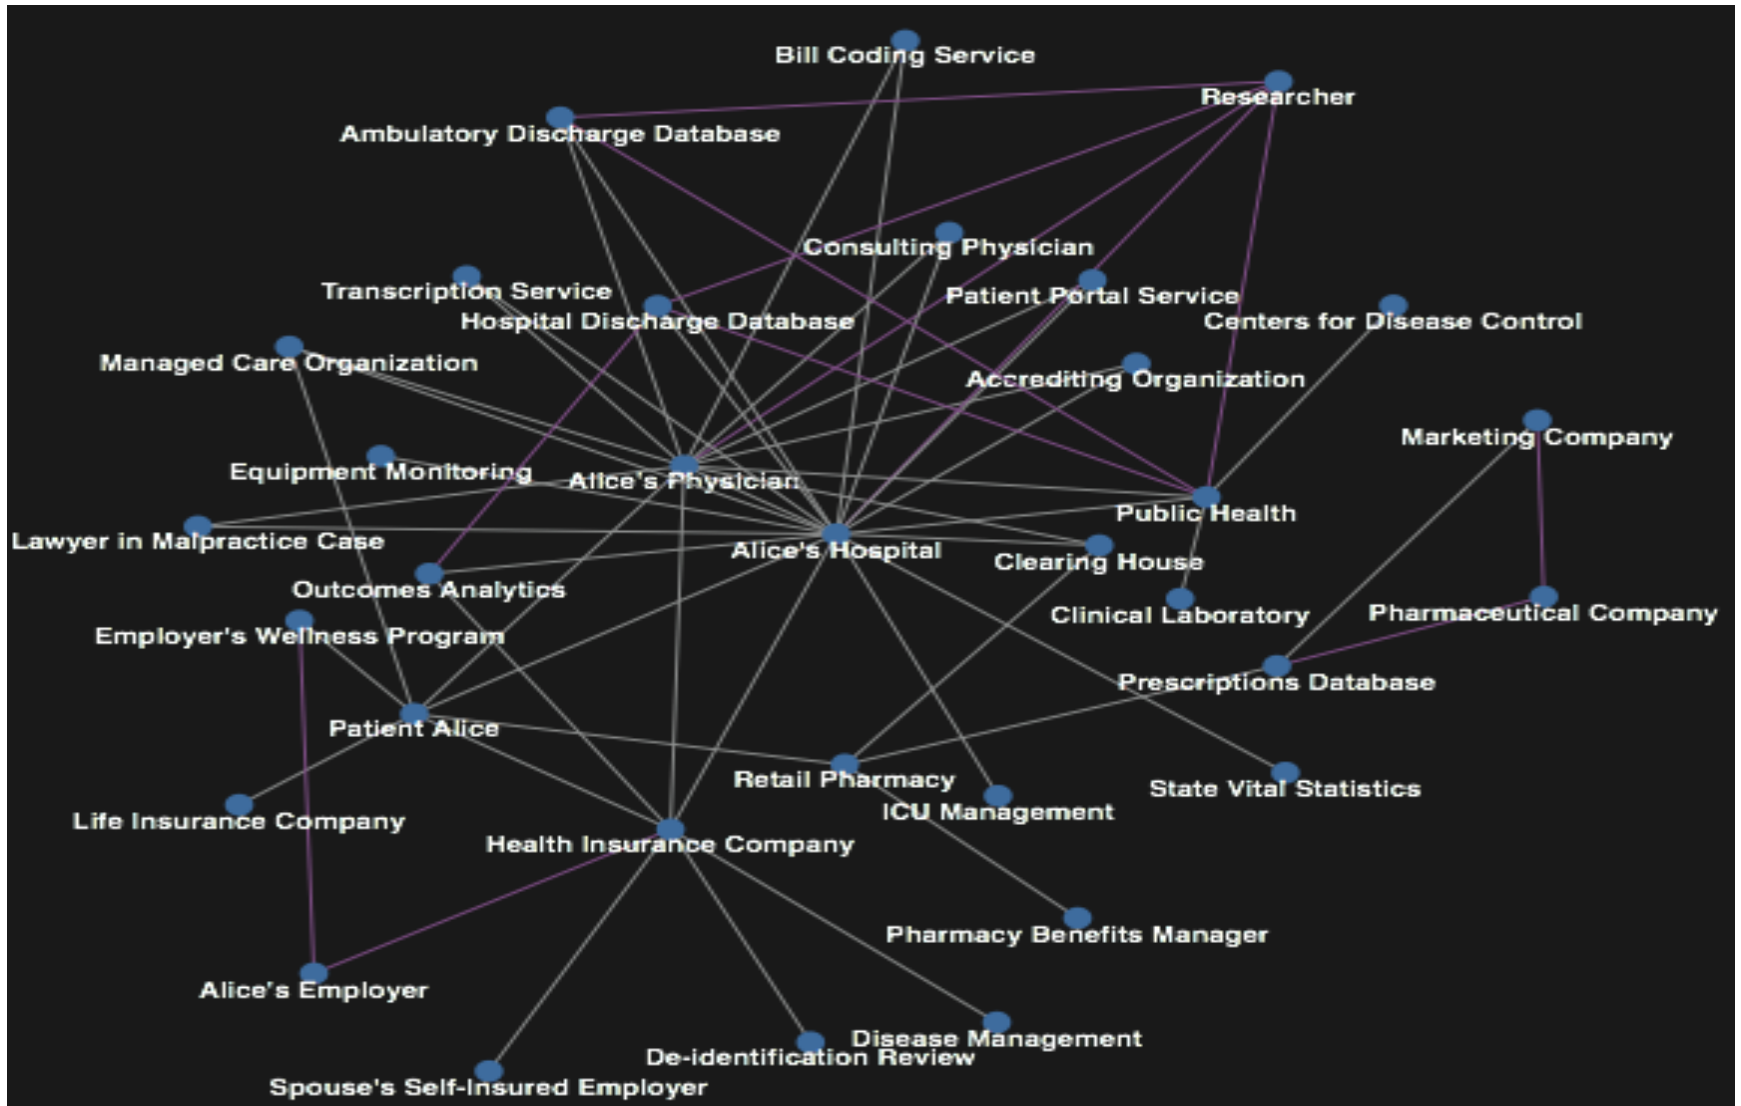 Bill Coding Service
Researcher
Ambulatory Discharge Database
Consulting Physician
Transcription Service
Patient Portal Service
Hospital Discharge Database
Centers for Disease Control
Managed Care Organization
Accrediting Organization
Marketing Company
Equipment Monitoring
Alice's Physician
Public Health
Lawyer in Malpractice Case
Alice's Hospital
Clearing House
Outcomes Analytics
Clinical Laboratory
Pharmaceutical Company
Employer's Wellness Program
Prescriptions Database
Patient Alice
Retail Pharmacy
State Vital Statistics
ICU Management
Life Insurance Company
Health Insurance Company
Pharmacy Benefits Manager
Alice's Employer
Disease Management
De-identification Review
Spouse's Self-Insured Employer